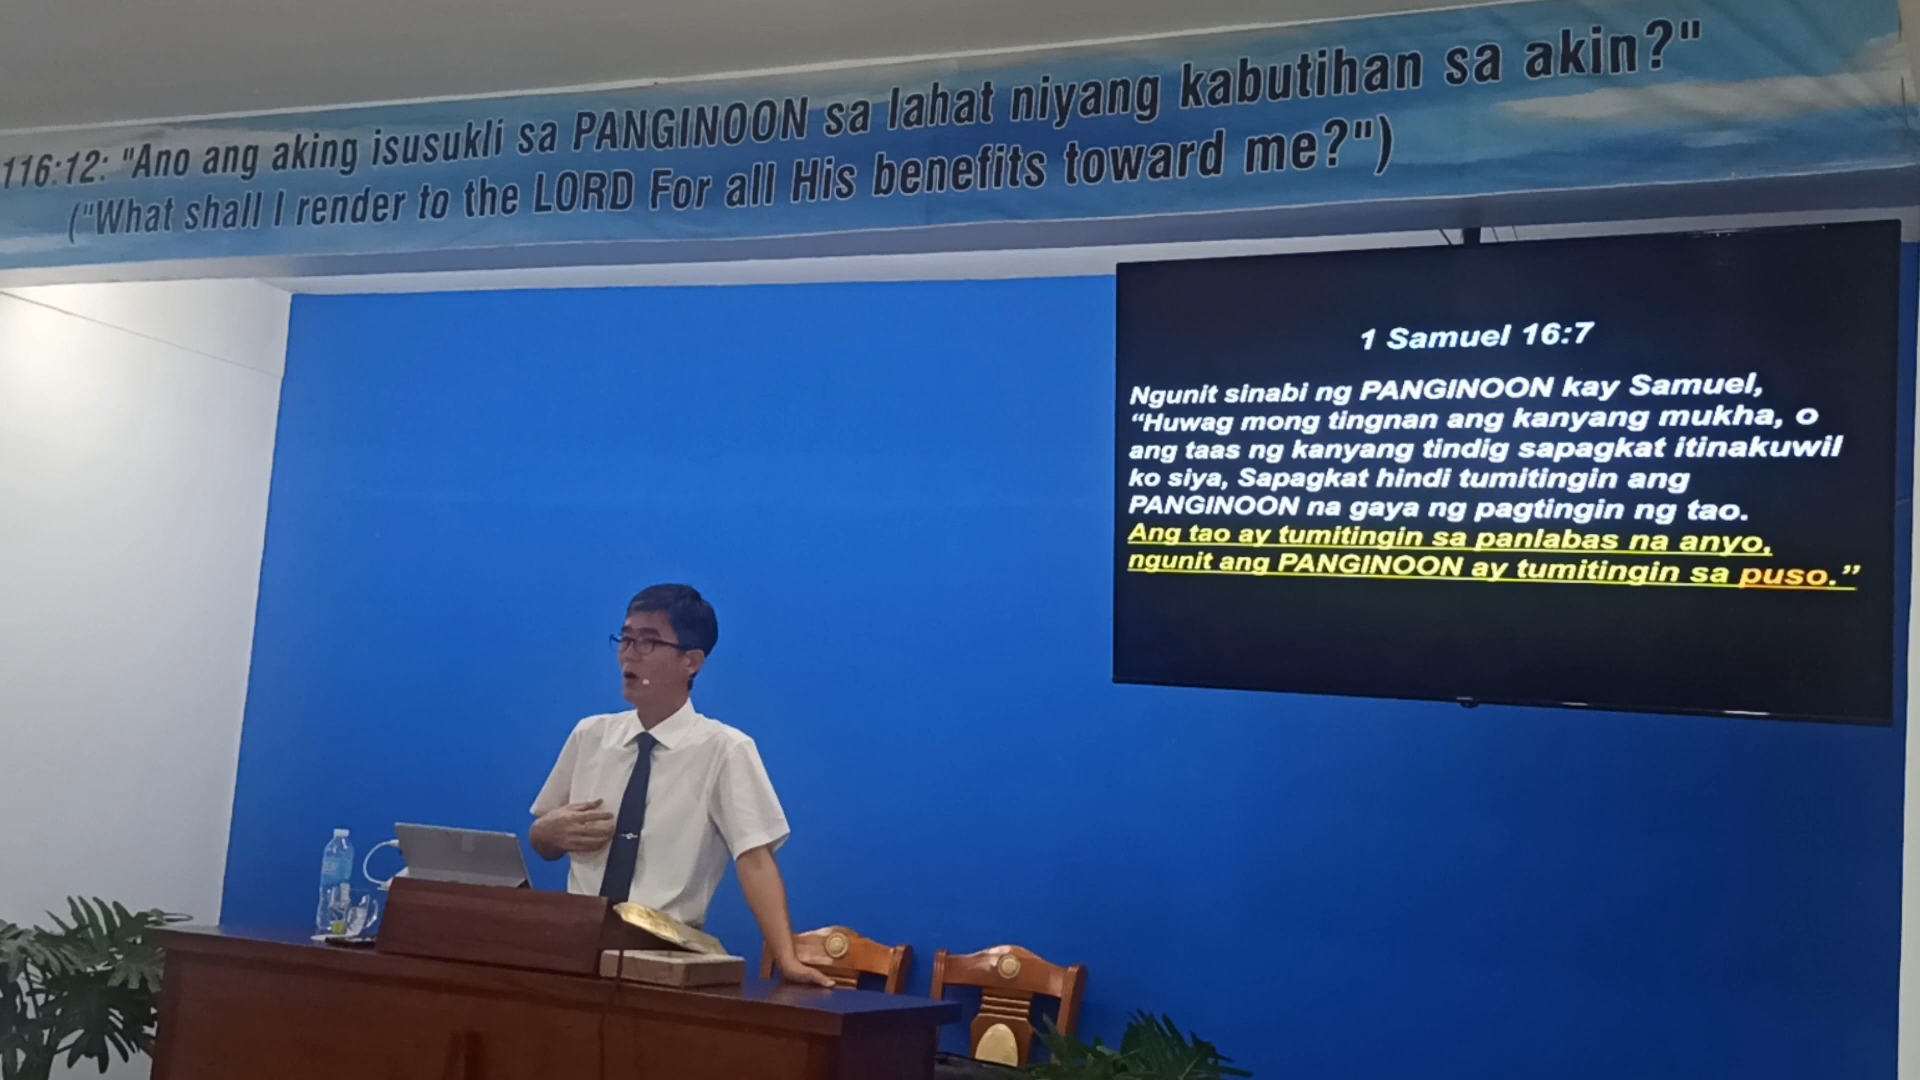 116:12: "Ano ang aking isusukli sa PANGINOON sa lahat niyang kabutihan sa akin?"
("What shall I render to the LORD For all His benefits toward me?")
1 Samuel 16:7
Ngunit sinabi ng PANGINOON kay Samuel,
“Huwag mong tingnan ang kanyang mukha, o
ang taas ng kanyang tindig sapagkat itinakuwil
ko siya, Sapagkat hindi tumitingin ang
PANGINOON na gaya ng pagtingin ng tao.
Ang tao ay tumitingin sa panlabas na anyo,
ngunit ang PANGINOON ay tumitingin sa puso.”